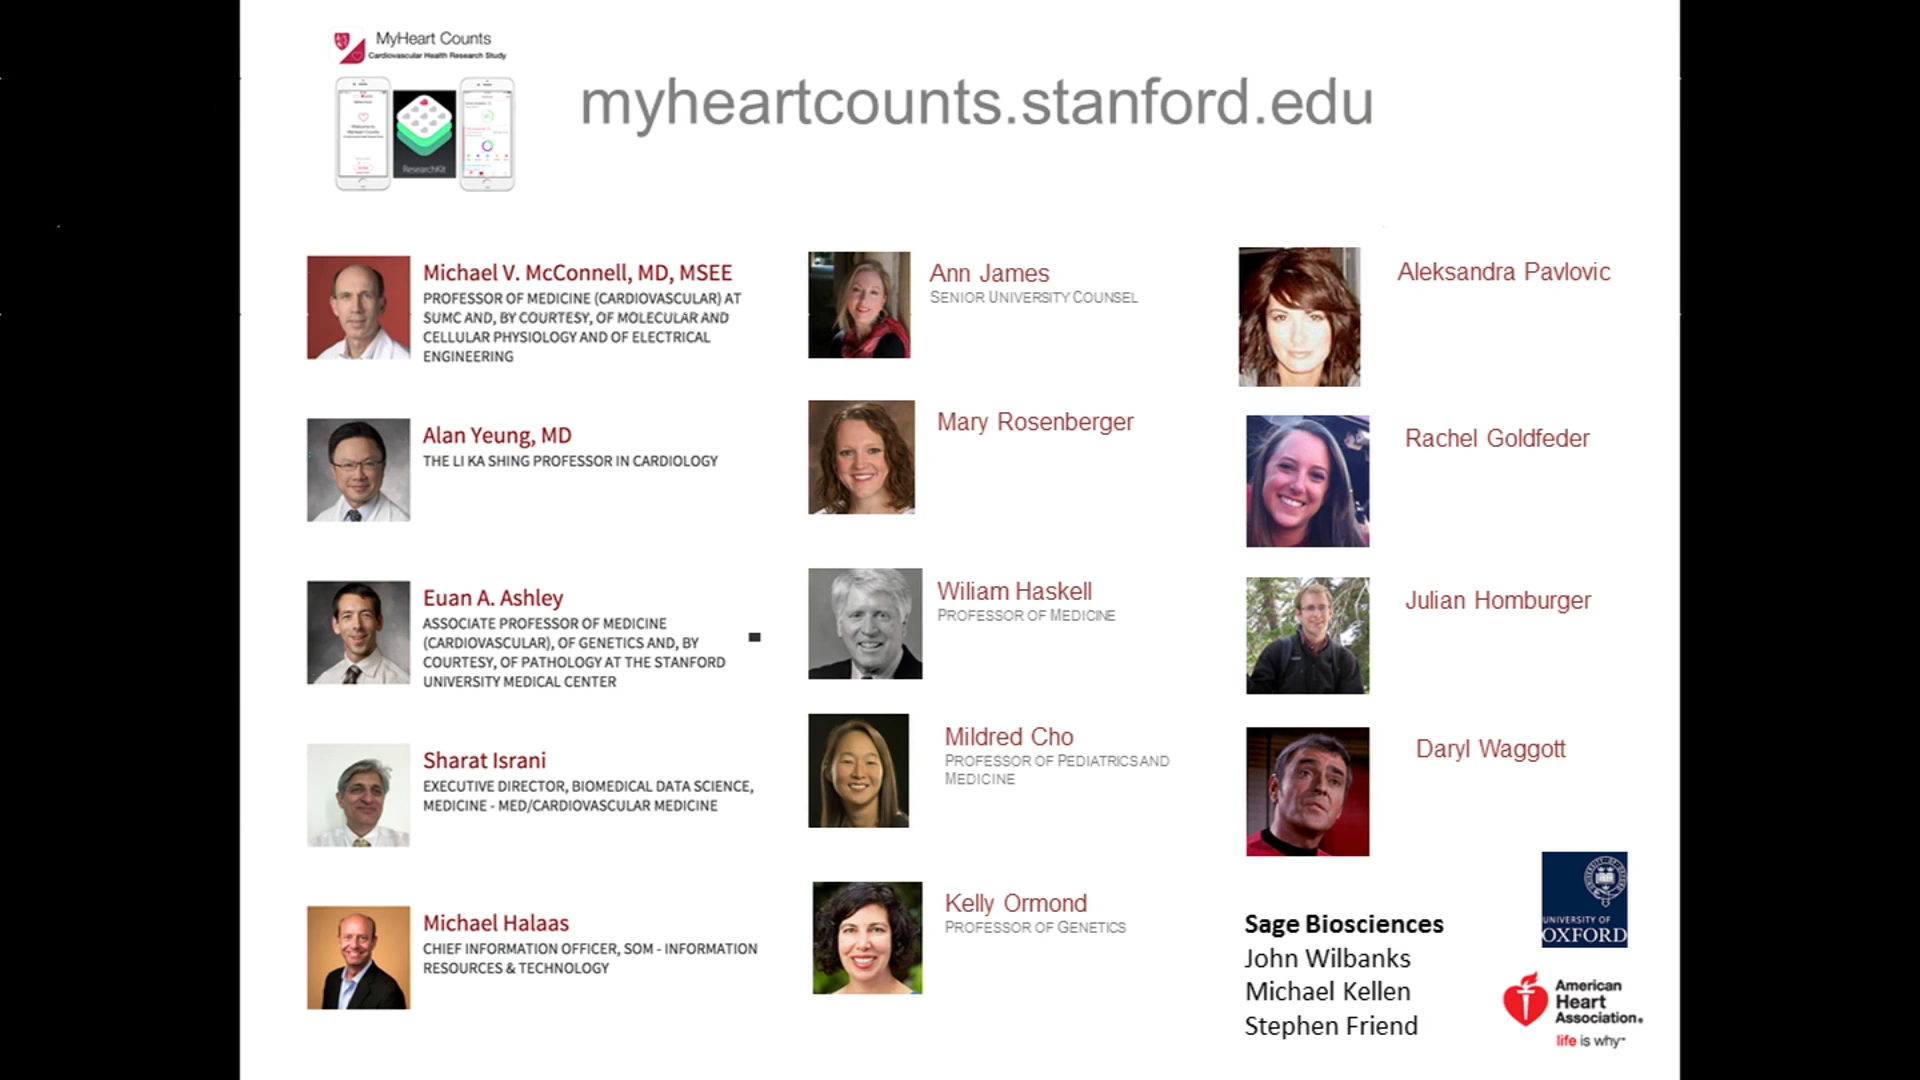 MyHeart Counts
Cardiovascular Health Research Study
ResearchKit
myheartcounts.stanford.edu
Michael V. McConnell, MD, MSEE
PROFESSOR OF MEDICINE (CARDIOVASCULAR) AT
SUMC AND, BY COURTESY, OF MOLECULAR AND
CELLULAR PHYSIOLOGY AND OF ELECTRICAL
ENGINEERING
Alan Yeung, MD
THE LI KA SHING PROFESSOR IN CARDIOLOGY
Euan A. Ashley
ASSOCIATE PROFESSOR OF MEDICINE
(CARDIOVASCULAR), OF GENETICS AND, BY
COURTESY, OF PATHOLOGY AT THE STANFORD
UNIVERSITY MEDICAL CENTER
Sharat Israni
EXECUTIVE DIRECTOR, BIOMEDICAL DATA SCIENCE,
MEDICINE - MED/CARDIOVASCULAR MEDICINE
Michael Halaas
CHIEF INFORMATION OFFICER, SOM - INFORMATION
RESOURCES & TECHNOLOGY
Ann James
SENIOR UNIVERSITY COUNSEL
Mary Rosenberger
Wiliam Haskell
PROFESSOR OF MEDICINE
Mildred Cho
PROFESSOR OF PEDIATRICS AND
MEDICINE
Kelly Ormond
PROFESSOR OF GENETICS
Aleksandra Pavlovic
Rachel Goldfeder
Julian Homburger
Daryl Waggott
Sage Biosciences
John Wilbanks
Michael Kellen
Stephen Friend
UNIVERSITY OF
OXFORD
American
Heart
Association®
life is why™